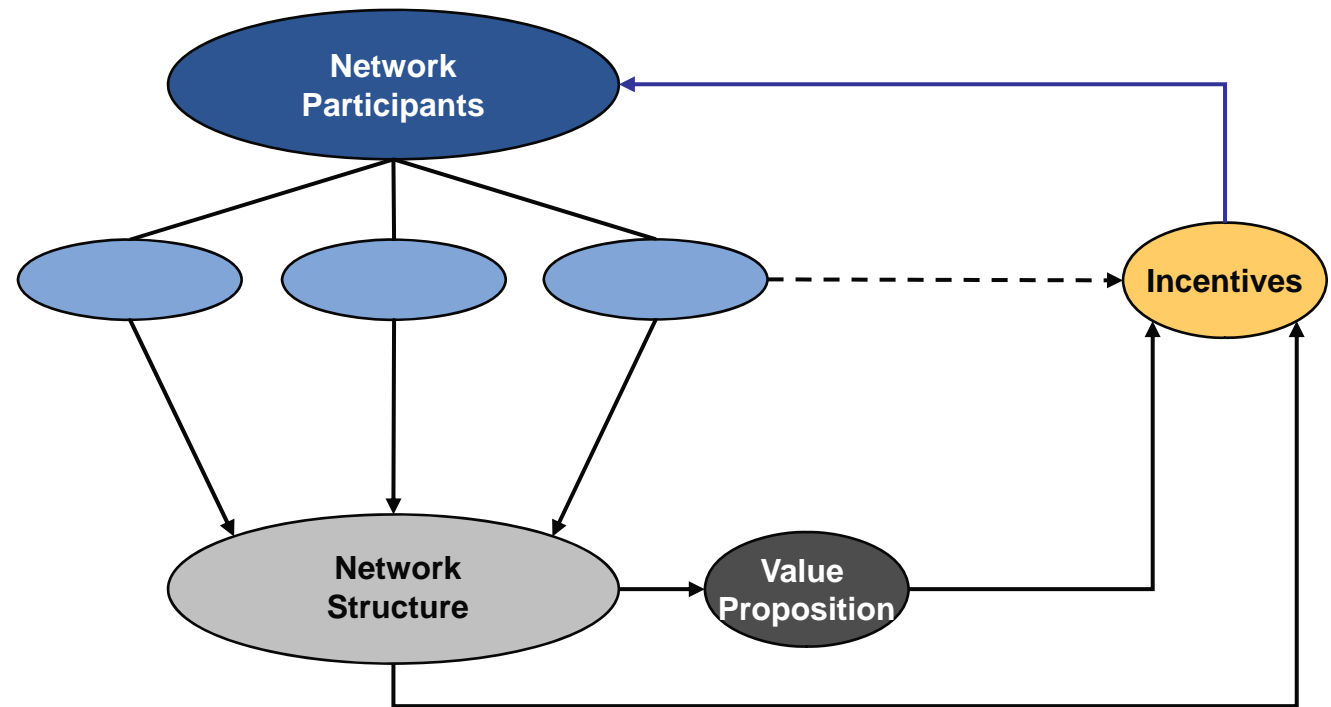 Network
Participants
Incentives
Network
Structure
Value
Proposition